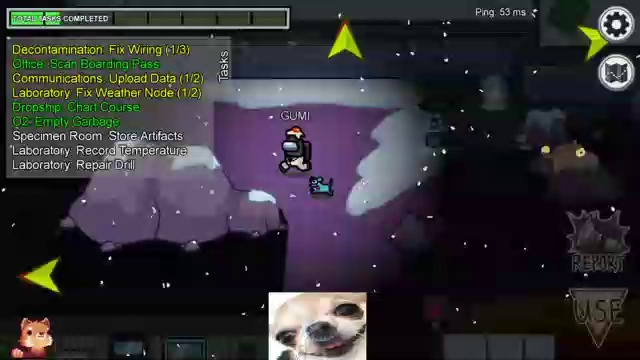 TOTAL TASKS COMPLETED
Ping: 53 ms
Tasks
Decontamination: Fix Wiring (1/3)
Office: Scan Boarding Pass
Communications: Upload Data (1/2)
Laboratory: Fix Weather Node (1/2)
Dropship: Chart Course
O2: Empty Garbage
Specimen Room: Store Artifacts
Laboratory: Record Temperature
Laboratory: Repair Drill
GUMI
REPORT
USE